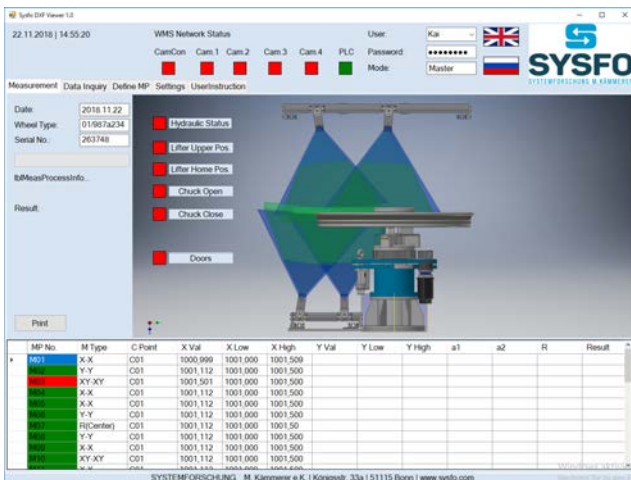 Sysfo DXF Viewer 1.0
22.11.2018 | 14:55:20
WMS Network Status
CamCon Cam.1 Cam.2 Cam.3 Cam.4 PLC
User: Kai
Password:
Mode: Master
SYSFO
SYSTEMFORSCHUNG M. KÄMMERER
Measurement Data Inquiry Define MP Settings UserInstruction
Date: 2018.11.22
Wheel Type: 01/987a234
Serial No.: 263748
lblMeasProcessInfo...
Result:
Print
Hydraulic Status
Lifter Upper Pos.
Lifter Home Pos.
Chuck Open
Chuck Close
Doors
MP No. M Type C Point X Val X Low X High Y Val Y Low Y High a1 a2 R Result
M01 X-X C01 1000,999 1001,000 1001,509
M02 Y-Y C01 1001,112 1001,000 1001,500
M03 XY-XY C01 1001,501 1001,000 1001,500
M04 X-X C01 1001,112 1001,000 1001,500
M05 X-X C01 1001,112 1001,000 1001,500
M06 Y-Y C01 1001,112 1001,000 1001,500
M07 R(Center) C01 1001,112 1001,000 1001,50
M08 Y-Y C01 1001,112 1001,000 1001,500
M09 X-X C01 1001,112 1001,000 1001,500
M10 XY-XY C01 1001,112 1001,000 1001,500
SYSTEMFORSCHUNG M. Kämmerer e.K. | Königsstr. 33a | 51115 Bonn | www.sysfo.com